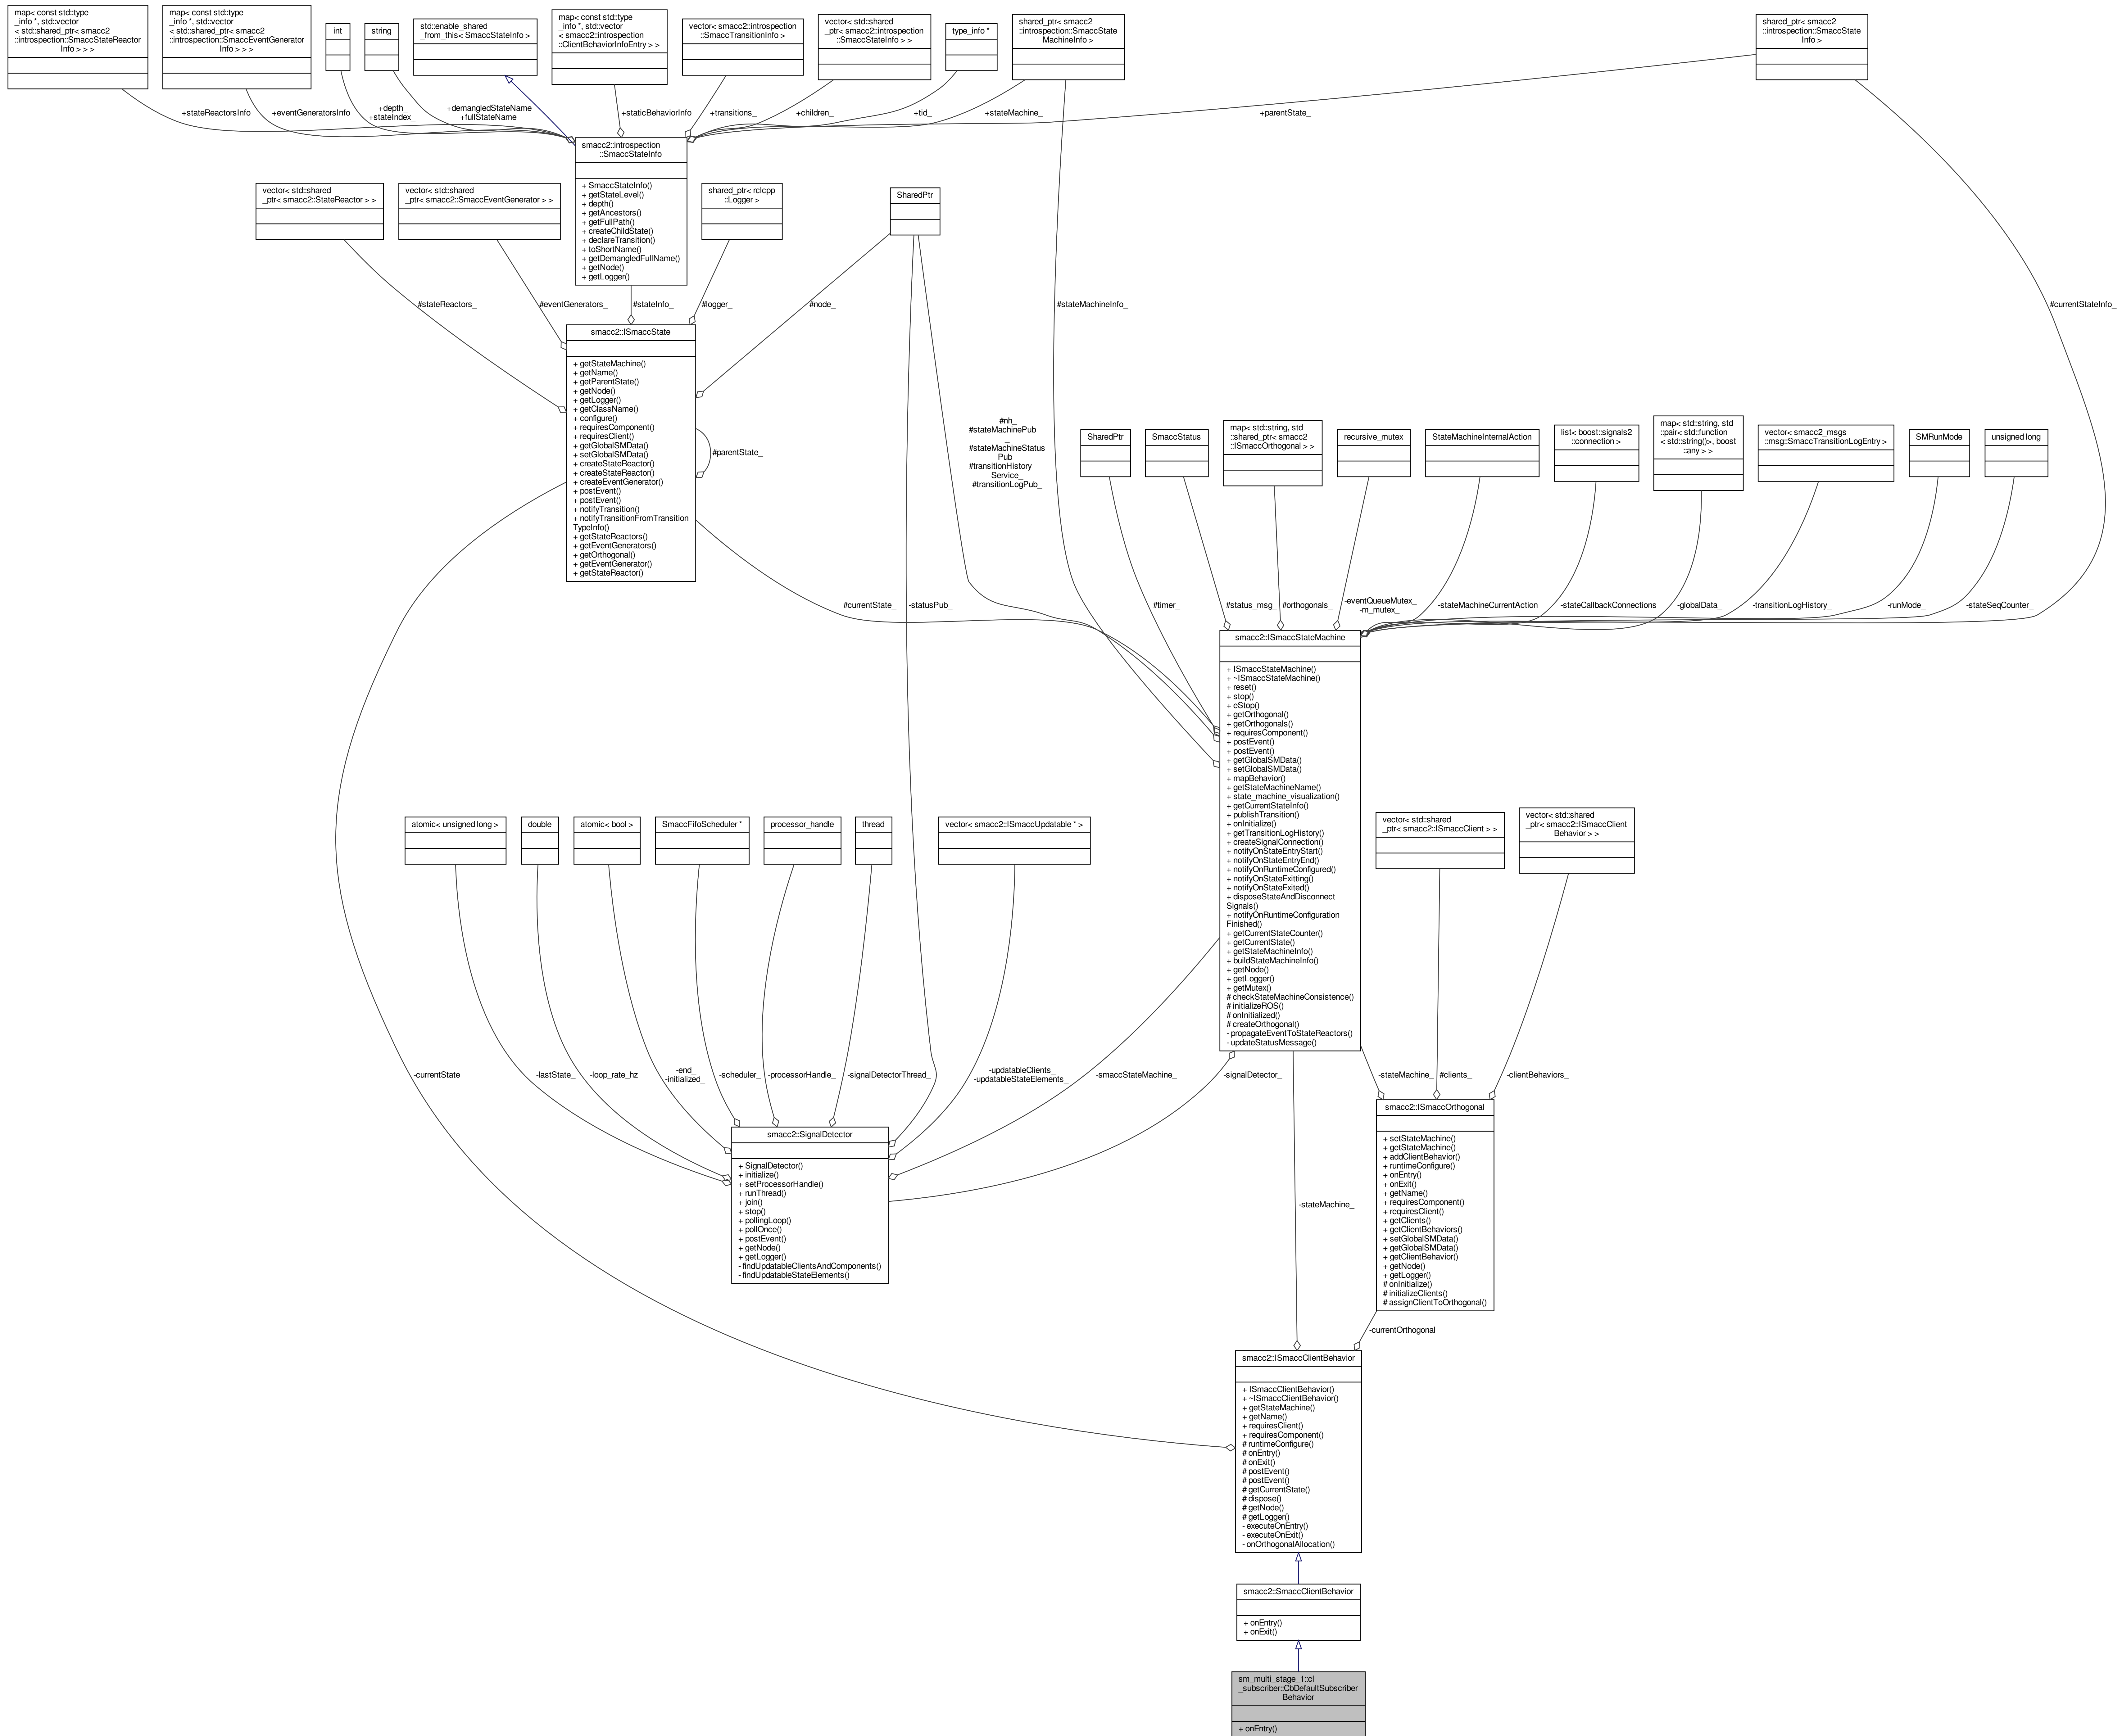 map< const std::type
_info *, std::vector
< std::shared_ptr< smacc2
::introspection::SmaccStateReactor
Info > > >
map< const std::type
_info *, std::vector
< std::shared_ptr< smacc2
::introspection::SmaccEventGenerator
Info > > >
int
string
std::enable_shared
_from_this< SmaccStateInfo >
map< const std::type
_info *, std::vector
< smacc2::introspection
::ClientBehaviorInfoEntry > >
vector< smacc2::introspection
::SmaccTransitionInfo >
vector< std::shared
_ptr< smacc2::introspection
::SmaccStateInfo > >
type_info *
shared_ptr< smacc2
::introspection::SmaccState
MachineInfo >
shared_ptr< smacc2
::introspection::SmaccState
Info >
+stateReactorsInfo
+eventGeneratorsInfo
+depth_
+stateIndex_
+demangledStateName
+fullStateName
+staticBehaviorInfo
+transitions_
+children_
+tid_
+stateMachine_
+parentState_
smacc2::introspection
::SmaccStateInfo
+ SmaccStateInfo()
+ getStateLevel()
+ depth()
+ getAncestors()
+ getFullPath()
+ createChildState()
+ declareTransition()
+ toShortName()
+ getDemangledFullName()
+ getNode()
+ getLogger()
vector< std::shared
_ptr< smacc2::StateReactor > >
vector< std::shared
_ptr< smacc2::SmaccEventGenerator > >
shared_ptr< rclcpp
::Logger >
SharedPtr
#stateReactors_
#eventGenerators_
#stateInfo_
#logger_
#node_
#stateMachineInfo_
#currentStateInfo_
smacc2::ISmaccState
+ getStateMachine()
+ getName()
+ getParentState()
+ getNode()
+ getLogger()
+ getClassName()
+ configure()
+ requiresComponent()
+ requiresClient()
+ getGlobalSMData()
+ setGlobalSMData()
+ createStateReactor()
+ createStateReactor()
+ createEventGenerator()
+ postEvent()
+ postEvent()
+ notifyTransition()
+ notifyTransitionFromTransition
TypeInfo()
+ getStateReactors()
+ getEventGenerators()
+ getOrthogonal()
+ getEventGenerator()
+ getStateReactor()
#parentState_
#nh_
#stateMachinePub
_
#stateMachineStatus
Pub_
#transitionHistory
Service_
#transitionLogPub_
SharedPtr
SmaccStatus
map< std::string, std
::shared_ptr< smacc2
::ISmaccOrthogonal > >
recursive_mutex
StateMachineInternalAction
list< boost::signals2
::connection >
map< std::string, std
::pair< std::function
< std::string()>, boost
::any > >
vector< smacc2_msgs
::msg::SmaccTransitionLogEntry >
SMRunMode
unsigned long
#currentState_
-statusPub_
#timer_
#status_msg_
#orthogonals_
-eventQueueMutex_
-m_mutex_
-stateMachineCurrentAction
-stateCallbackConnections
-globalData_
-transitionLogHistory_
-runMode_
-stateSeqCounter_
smacc2::ISmaccStateMachine
+ ISmaccStateMachine()
+ ~ISmaccStateMachine()
+ reset()
+ stop()
+ eStop()
+ getOrthogonal()
+ getOrthogonals()
+ requiresComponent()
+ postEvent()
+ postEvent()
+ getGlobalSMData()
+ setGlobalSMData()
+ mapBehavior()
+ getStateMachineName()
+ state_machine_visualization()
+ getCurrentStateInfo()
+ publishTransition()
+ onInitialize()
+ getTransitionLogHistory()
+ createSignalConnection()
+ notifyOnStateEntryStart()
+ notifyOnStateEntryEnd()
+ notifyOnRuntimeConfigured()
+ notifyOnStateExitting()
+ notifyOnStateExited()
+ disposeStateAndDisconnect
Signals()
+ notifyOnRuntimeConfiguration
Finished()
+ getCurrentStateCounter()
+ getCurrentState()
+ getStateMachineInfo()
+ buildStateMachineInfo()
+ getNode()
+ getLogger()
+ getMutex()
# checkStateMachineConsistence()
# initializeROS()
# onInitialized()
# createOrthogonal()
- propagateEventToStateReactors()
- updateStatusMessage()
atomic< unsigned long >
double
atomic< bool >
SmaccFifoScheduler *
processor_handle
thread
vector< smacc2::ISmaccUpdatable * >
vector< std::shared
_ptr< smacc2::ISmaccClient > >
vector< std::shared
_ptr< smacc2::ISmaccClient
Behavior > >
-currentState
-lastState_
-loop_rate_hz
-end_
-initialized_
-scheduler_
-processorHandle_
-signalDetectorThread_
-updatableClients_
-updatableStateElements_
-smaccStateMachine_
-signalDetector_
-stateMachine_
#clients_
-clientBehaviors_
smacc2::SignalDetector
+ SignalDetector()
+ initialize()
+ setProcessorHandle()
+ runThread()
+ join()
+ stop()
+ pollingLoop()
+ pollOnce()
+ postEvent()
+ getNode()
+ getLogger()
- findUpdatableClientsAndComponents()
- findUpdatableStateElements()
smacc2::ISmaccOrthogonal
+ setStateMachine()
+ getStateMachine()
+ addClientBehavior()
+ runtimeConfigure()
+ onEntry()
+ onExit()
+ getName()
+ requiresComponent()
+ requiresClient()
+ getClients()
+ getClientBehaviors()
+ setGlobalSMData()
+ getGlobalSMData()
+ getClientBehavior()
+ getNode()
+ getLogger()
# onInitialize()
# initializeClients()
# assignClientToOrthogonal()
-stateMachine_
-currentOrthogonal
smacc2::ISmaccClientBehavior
+ ISmaccClientBehavior()
+ ~ISmaccClientBehavior()
+ getStateMachine()
+ getName()
+ requiresClient()
+ requiresComponent()
# runtimeConfigure()
# onEntry()
# onExit()
# postEvent()
# postEvent()
# getCurrentState()
# dispose()
# getNode()
# getLogger()
- executeOnEntry()
- executeOnExit()
- onOrthogonalAllocation()
smacc2::SmaccClientBehavior
+ onEntry()
+ onExit()
sm_multi_stage_1::cl
_subscriber::CbDefaultSubscriber
Behavior
+ onEntry()